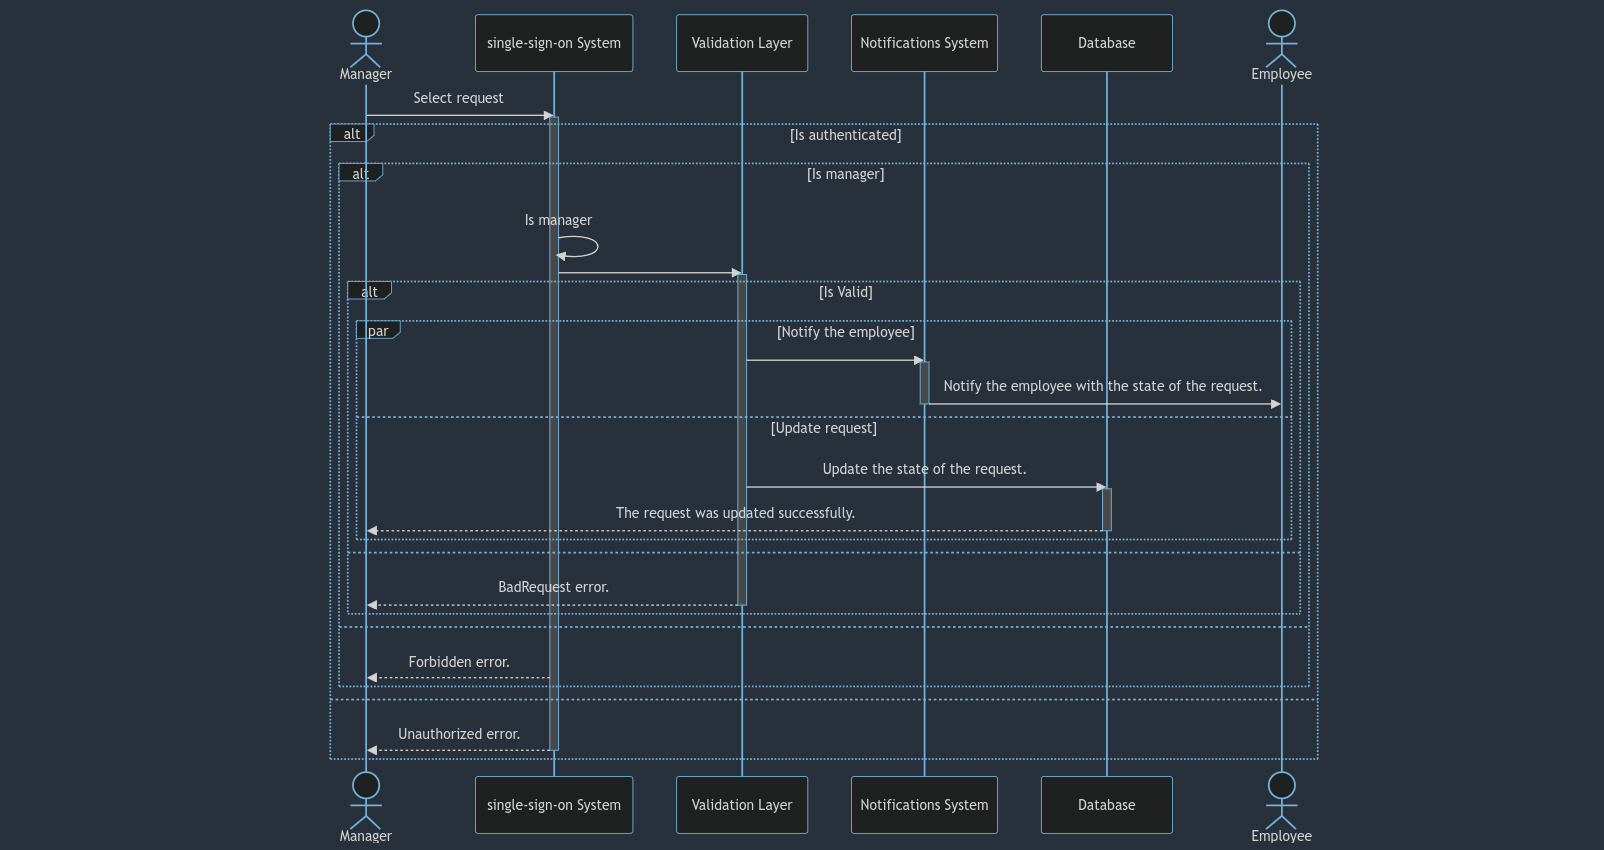 Manager
single-sign-on System
Validation Layer
Notifications System
Database
Employee
Select request
alt
[Is authenticated]
alt
[Is manager]
Is manager
alt
[Is Valid]
par
[Notify the employee]
Notify the employee with the state of the request.
[Update request]
Update the state of the request.
The request was updated successfully.
BadRequest error.
Forbidden error.
Unauthorized error.
Manager
single-sign-on System
Validation Layer
Notifications System
Database
Employee